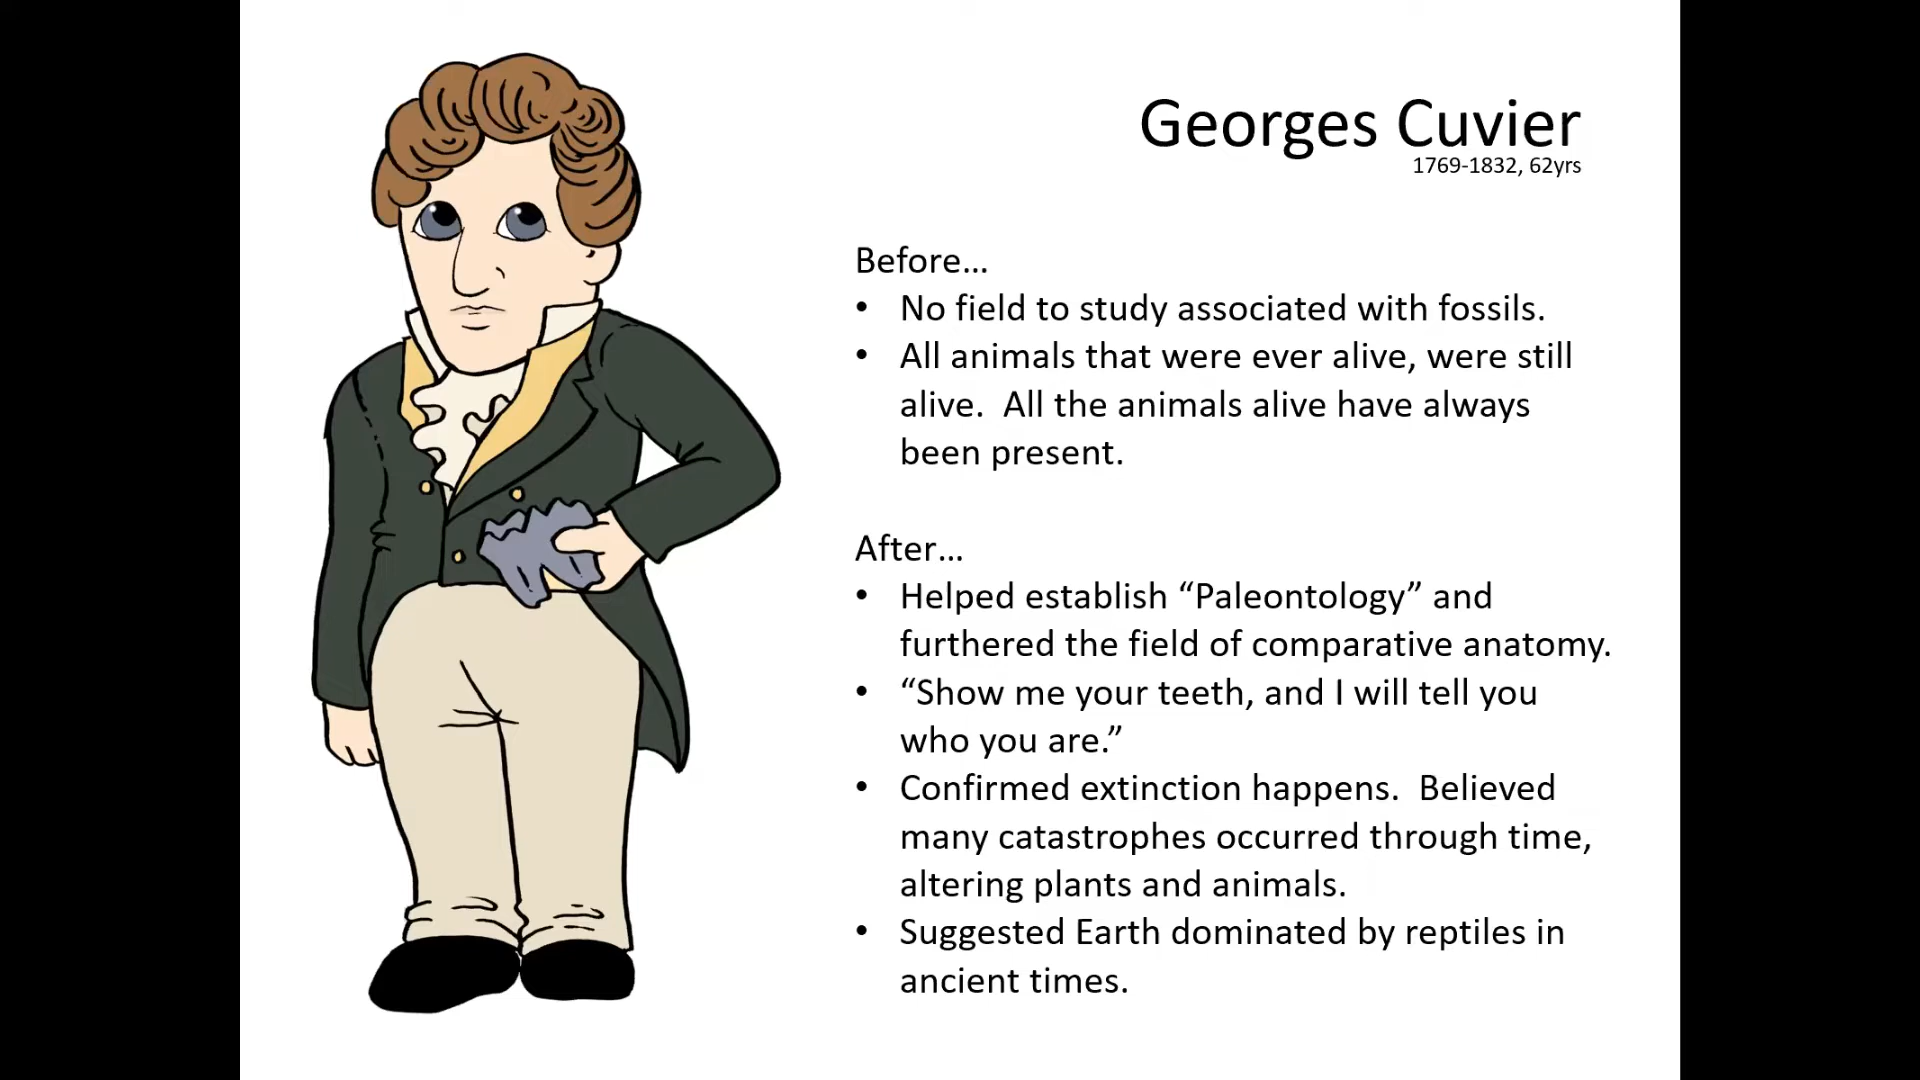 Georges Cuvier
1769-1832, 62yrs
Before...
• No field to study associated with fossils.
• All animals that were ever alive, were still
alive.  All the animals alive have always
been present.
After...
• Helped establish “Paleontology” and
furthered the field of comparative anatomy.
• “Show me your teeth, and I will tell you
who you are.”
• Confirmed extinction happens.  Believed
many catastrophes occurred through time,
altering plants and animals.
• Suggested Earth dominated by reptiles in
ancient times.